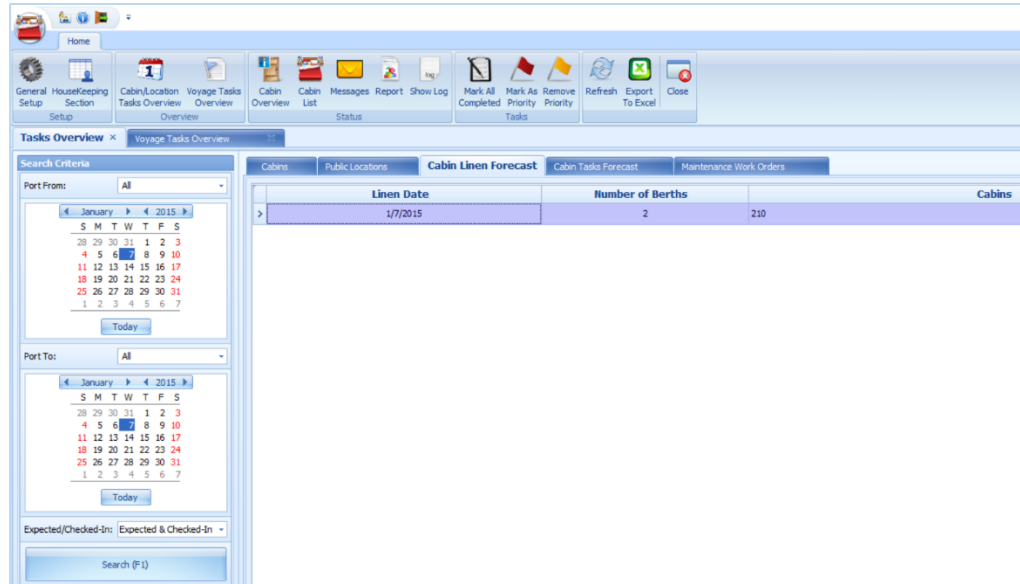 Home
General Setup
HouseKeeping Section
Cabin/Location Tasks Overview
Voyage Tasks Overview
Cabin Overview
Cabin List
Messages
Report
Show Log
Mark All Completed
Mark As Priority
Remove Priority
Refresh
Export To Excel
Close
Setup
Overview
Status
Tasks
Tasks Overview ×
Voyage Tasks Overview
Search Criteria
Cabins
Public Locations
Cabin Linen Forecast
Cabin Tasks Forecast
Maintenance Work Orders
Port From: All
Linen Date
Number of Berths
Cabins
1/7/2015
2
210
January 2015
S M T W T F S
28 29 30 31 1 2 3
4 5 6 7 8 9 10
11 12 13 14 15 16 17
18 19 20 21 22 23 24
25 26 27 28 29 30 31
1 2 3 4 5 6 7
Today
Port To: All
January 2015
S M T W T F S
28 29 30 31 1 2 3
4 5 6 7 8 9 10
11 12 13 14 15 16 17
18 19 20 21 22 23 24
25 26 27 28 29 30 31
1 2 3 4 5 6 7
Today
Expected/Checked-In: Expected & Checked-In
Search (F1)